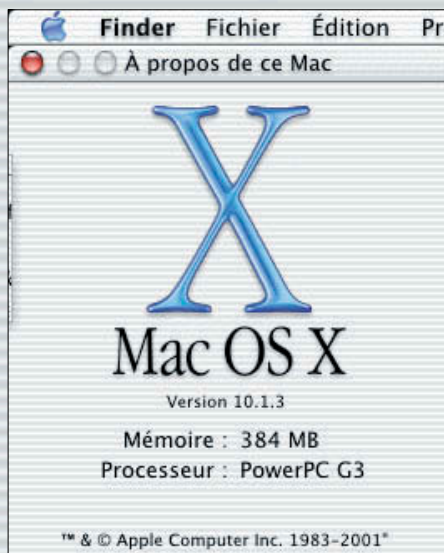 Finder Fichier Édition Pr
À propos de ce Mac
X
Mac OS X
Version 10.1.3
Mémoire : 384 MB
Processeur : PowerPC G3
™ & © Apple Computer Inc. 1983–2001